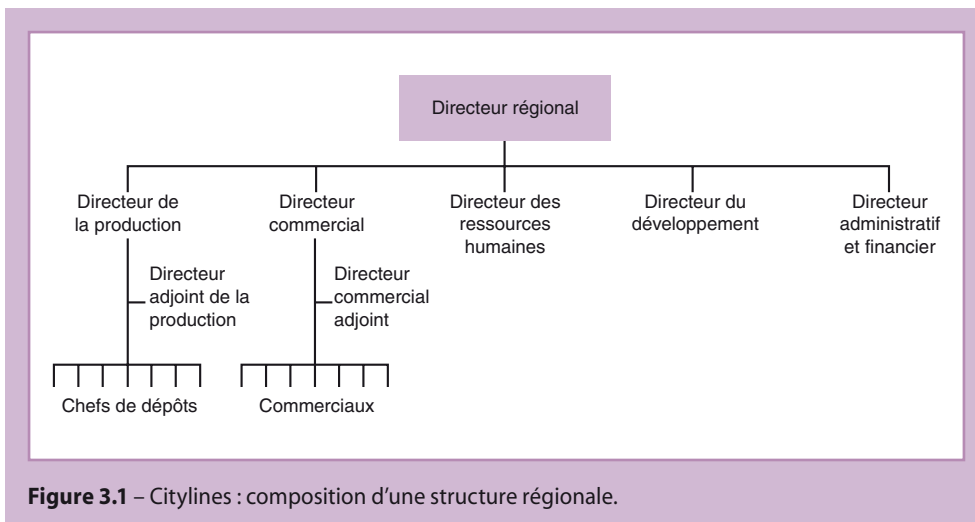 Directeur régional
Directeur de
la production
Directeur
commercial
Directeur des
ressources
humaines
Directeur du
développement
Directeur
administratif
et financier
Directeur
adjoint de la
production
Directeur
commercial
adjoint
Chefs de dépôts
Commerciaux
Figure 3.1 – Citylines : composition d’une structure régionale.